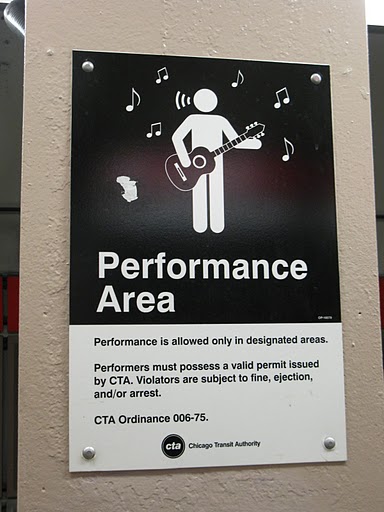 Performance
Area
Performance is allowed only in designated areas.
Performers must possess a valid permit issued
by CTA. Violators are subject to fine, ejection,
and/or arrest.
CTA Ordinance 006-75.
cta Chicago Transit Authority